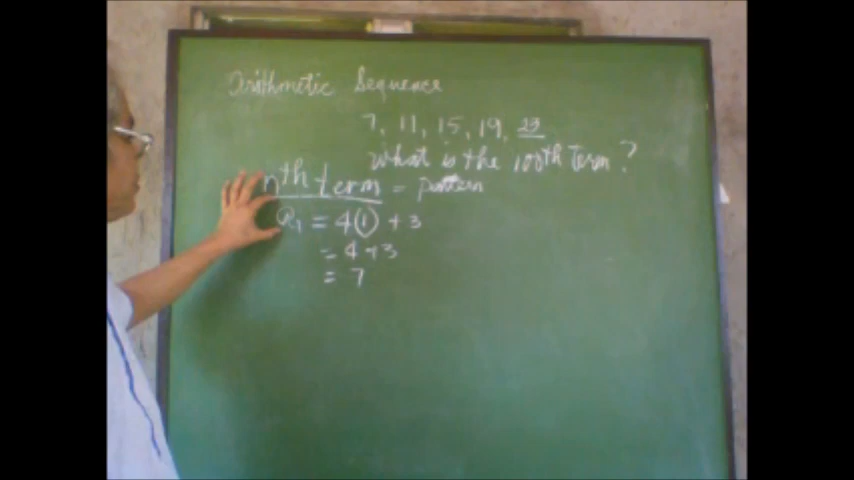 Arithmetic Sequence
7, 11, 15, 19, 23
What is the 100th term?
nth term = pattern
a₁ = 4(1) + 3
= 4 + 3
= 7